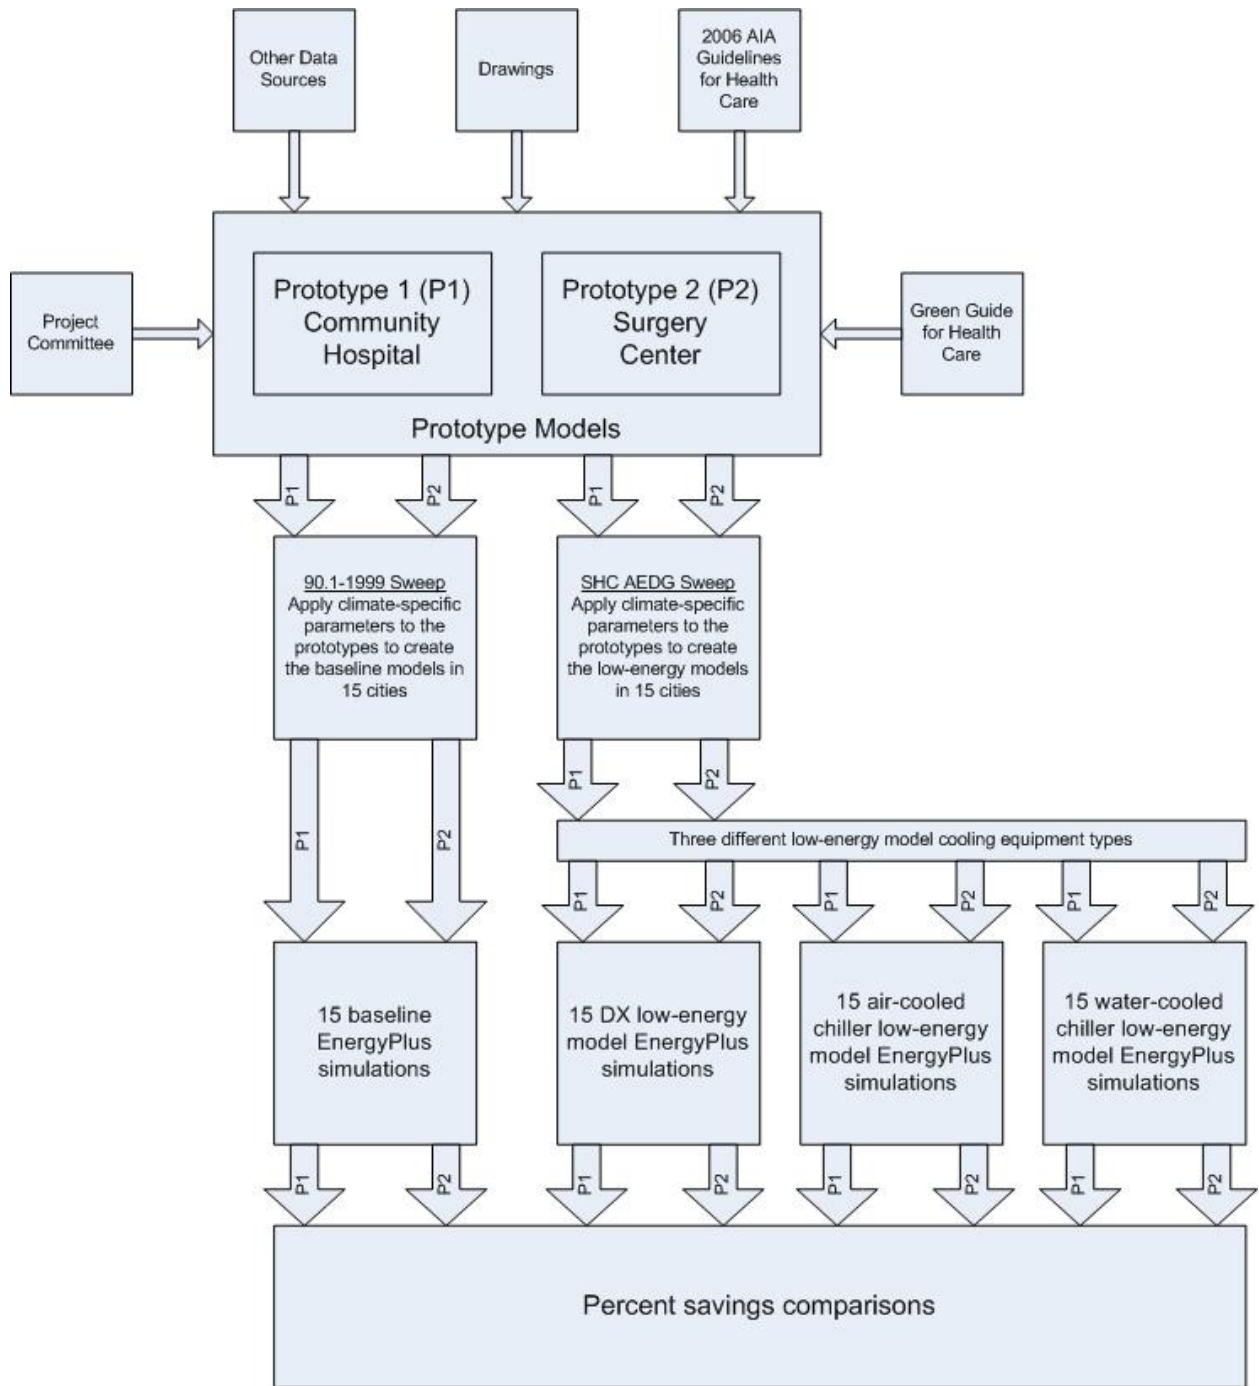 Other Data
Sources
Drawings
2006 AIA
Guidelines
for Health
Care
Project
Committee
Prototype 1 (P1)
Community
Hospital
Prototype 2 (P2)
Surgery
Center
Green Guide
for Health
Care
Prototype Models
P1
P2
P1
P2
90.1-1999 Sweep
Apply climate-specific
parameters to the
prototypes to create
the baseline models in
15 cities
SHC AEDG Sweep
Apply climate-specific
parameters to the
prototypes to create
the low-energy models
in 15 cities
P1
P2
P1
P2
Three different low-energy model cooling equipment types
P1
P2
P1
P2
P1
P2
15 baseline
EnergyPlus
simulations
15 DX low-energy
model EnergyPlus
simulations
15 air-cooled
chiller low-energy
model EnergyPlus
simulations
15 water-cooled
chiller low-energy
model EnergyPlus
simulations
P1
P2
P1
P2
P1
P2
P1
P2
Percent savings comparisons